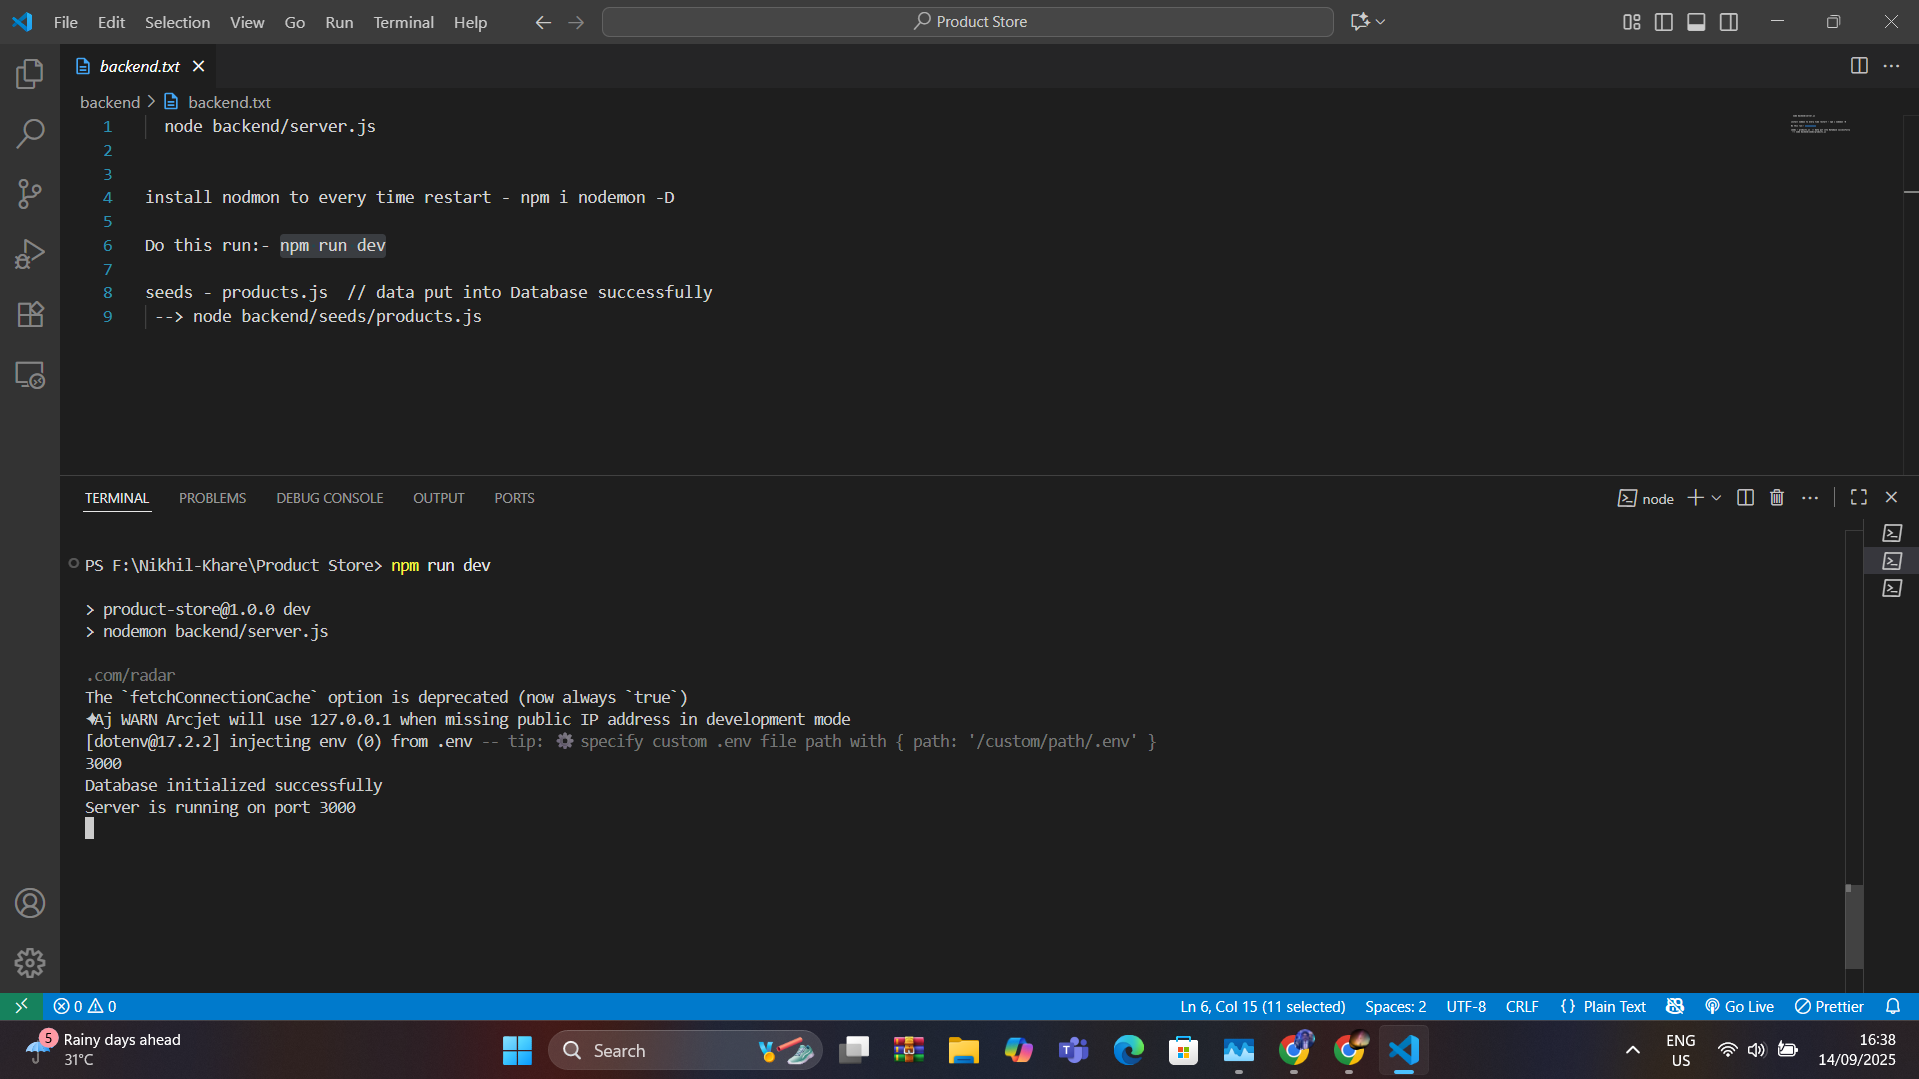 File Edit Selection View Go Run Terminal Help
Product Store
backend.txt
backend > backend.txt
1 node backend/server.js
2
3
4 install nodmon to every time restart - npm i nodemon -D
5
6 Do this run:- npm run dev
7
8 seeds - products.js // data put into Database successfully
9 --> node backend/seeds/products.js
TERMINAL PROBLEMS DEBUG CONSOLE OUTPUT PORTS
node
PS F:\Nikhil-Khare\Product Store> npm run dev
> product-store@1.0.0 dev
> nodemon backend/server.js
.com/radar
The `fetchConnectionCache` option is deprecated (now always `true`)
✦Aj WARN Arcjet will use 127.0.0.1 when missing public IP address in development mode
[dotenv@17.2.2] injecting env (0) from .env -- tip: ⚙ specify custom .env file path with { path: '/custom/path/.env' }
3000
Database initialized successfully
Server is running on port 3000
0 0
Ln 6, Col 15 (11 selected) Spaces: 2 UTF-8 CRLF {} Plain Text Go Live Prettier
5
Rainy days ahead
31°C
Search
ENG
US
16:38
14/09/2025